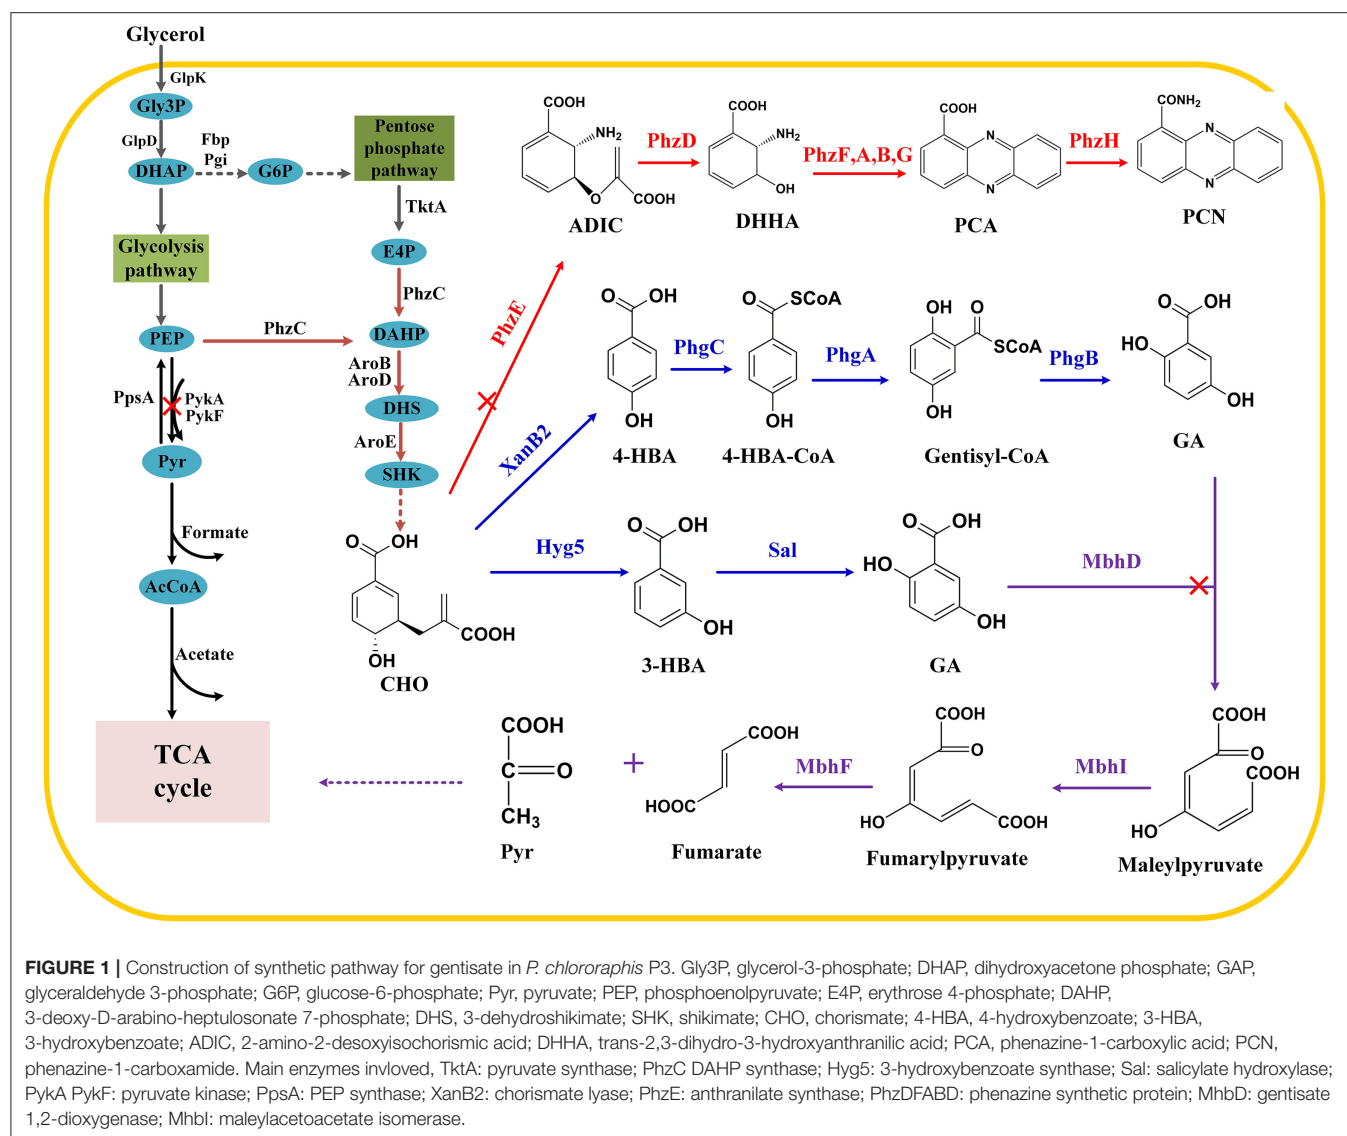 Glycerol
GlpK
Gly3P
GlpD
Fbp
Pgi
DHAP
G6P
Pentose
phosphate
pathway
TktA
E4P
Glycolysis
pathway
PhzC
PEP
PhzC
DAHP
AroB
AroD
PpsA
PykA
PykF
DHS
AroE
Pyr
SHK
Formate
AcCoA
Acetate
TCA
cycle
COOH
NH₂
O
COOH
ADIC
PhzD
COOH
NH₂
OH
DHHA
PhzF,A,B,G
COOH
N
N
PCA
PhzH
CONH₂
N
N
PCN
PhzE
XanB2
O
OH
OH
4-HBA
PhgC
O
SCoA
OH
4-HBA-CoA
PhgA
OH
O
SCoA
OH
Gentisyl-CoA
PhgB
O
OH
HO
OH
GA
O
OH
COOH
OH
CHO
Hyg5
O
OH
OH
3-HBA
Sal
O
OH
HO
OH
GA
MbhD
COOH
O
COOH
HO
Maleylpyruvate
MbhI
COOH
O
HO
COOH
Fumarylpyruvate
MbhF
COOH
HOOC
Fumarate
+
COOH
C
O
CH₃
Pyr
FIGURE 1 | Construction of synthetic pathway for gentisate in P. chlororaphis P3. Gly3P, glycerol-3-phosphate; DHAP, dihydroxyacetone phosphate; GAP,
glyceraldehyde 3-phosphate; G6P, glucose-6-phosphate; Pyr, pyruvate; PEP, phosphoenolpyruvate; E4P, erythrose 4-phosphate; DAHP,
3-deoxy-D-arabino-heptulosonate 7-phosphate; DHS, 3-dehydroshikimate; SHK, shikimate; CHO, chorismate; 4-HBA, 4-hydroxybenzoate; 3-HBA,
3-hydroxybenzoate; ADIC, 2-amino-2-desoxyisochorismic acid; DHHA, trans-2,3-dihydro-3-hydroxyanthranilic acid; PCA, phenazine-1-carboxylic acid; PCN,
phenazine-1-carboxamide. Main enzymes invloved, TktA: pyruvate synthase; PhzC DAHP synthase; Hyg5: 3-hydroxybenzoate synthase; Sal: salicylate hydroxylase;
PykA PykF: pyruvate kinase; PpsA: PEP synthase; XanB2: chorismate lyase; PhzE: anthranilate synthase; PhzDFABD: phenazine synthetic protein; MhbD: gentisate
1,2-dioxygenase; MhbI: maleylacetoacetate isomerase.